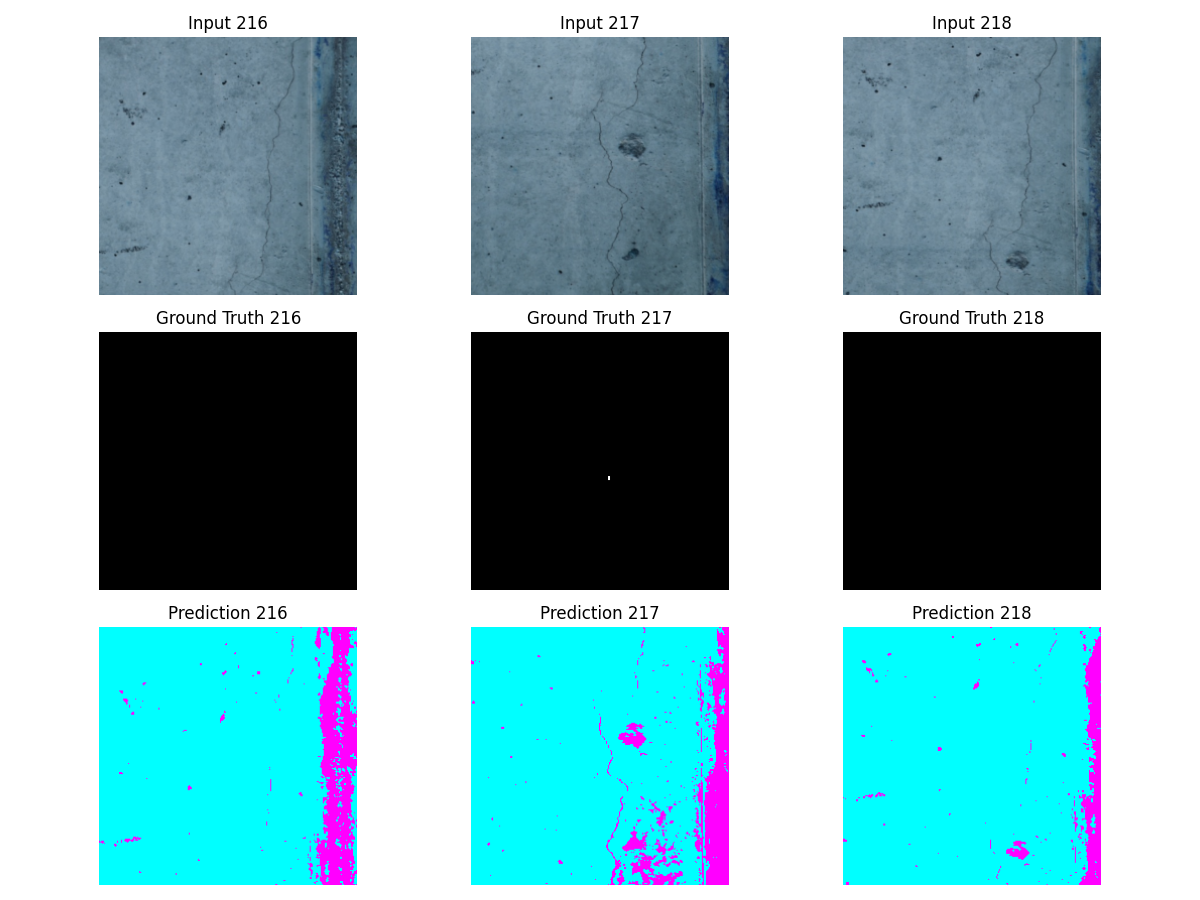 Input 216
Input 217
Input 218
Ground Truth 216
Ground Truth 217
Ground Truth 218
Prediction 216
Prediction 217
Prediction 218